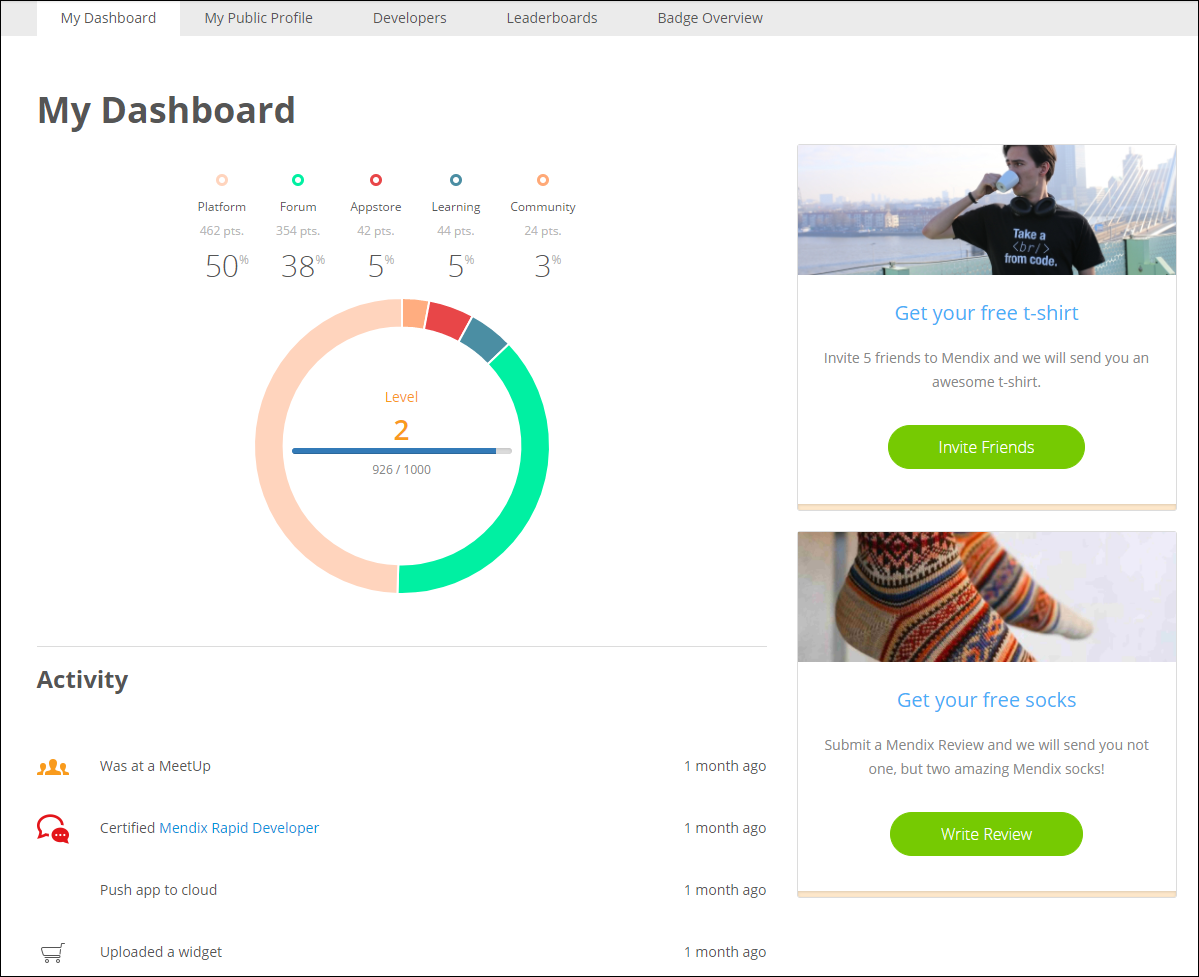 My Dashboard
My Public Profile
Developers
Leaderboards
Badge Overview
My Dashboard
Platform
462 pts.
50%
Forum
354 pts.
38%
Appstore
42 pts.
5%
Learning
44 pts.
5%
Community
24 pts.
3%
Level
2
926 / 1000
Activity
Was at a MeetUp 1 month ago
Certified Mendix Rapid Developer 1 month ago
Push app to cloud 1 month ago
Uploaded a widget 1 month ago
Take a
<br/>
from code.
Get your free t-shirt
Invite 5 friends to Mendix and we will send you an
awesome t-shirt.
Invite Friends
Get your free socks
Submit a Mendix Review and we will send you not
one, but two amazing Mendix socks!
Write Review